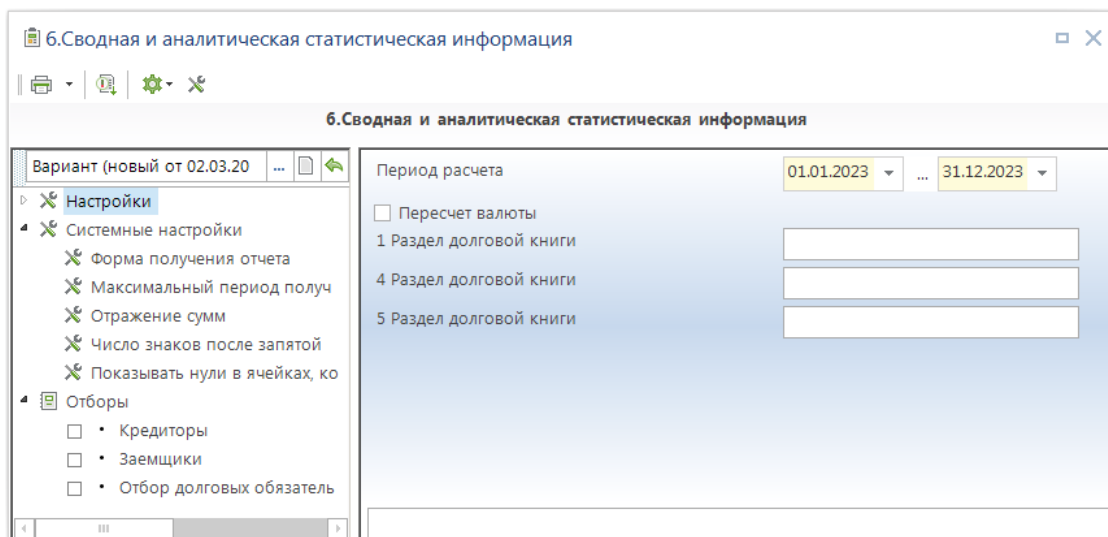 6.Сводная и аналитическая статистическая информация
6.Сводная и аналитическая статистическая информация
Вариант (новый от 02.03.20 ...
Настройки
Системные настройки
Форма получения отчета
Максимальный период получ
Отражение сумм
Число знаков после запятой
Показывать нули в ячейках, ко
Отборы
• Кредиторы
• Заемщики
• Отбор долговых обязатель
Период расчета 01.01.2023 ... 31.12.2023
Пересчет валюты
1 Раздел долговой книги
4 Раздел долговой книги
5 Раздел долговой книги